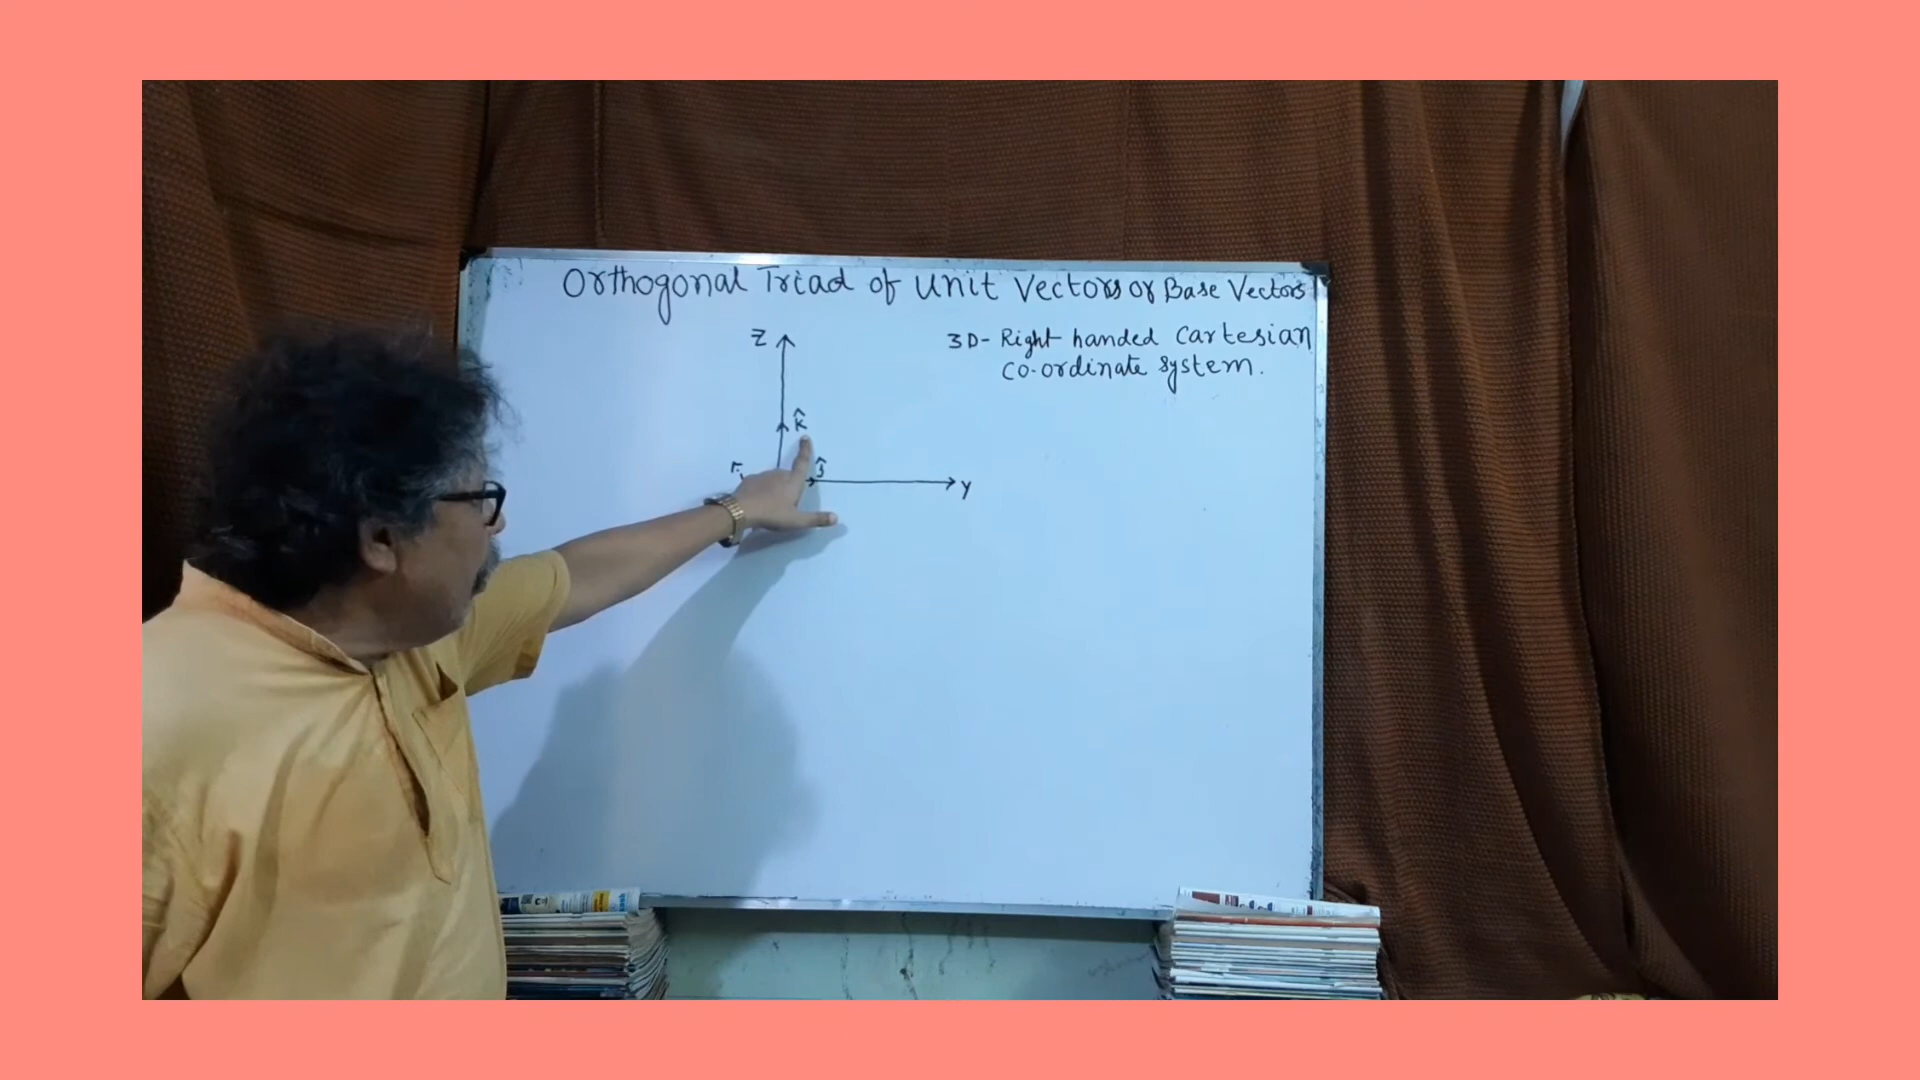 Orthogonal Triad of Unit Vectors or Base Vectors
3D- Right handed Cartesian
Co-ordinate system.
Z
k̂
ĵ
y